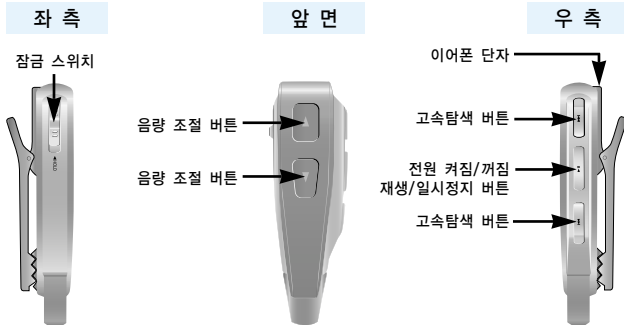 좌 측
잠금 스위치
앞 면
음량 조절 버튼
음량 조절 버튼
우 측
이어폰 단자
고속탐색 버튼
전원 켜짐/꺼짐
재생/일시정지 버튼
고속탐색 버튼